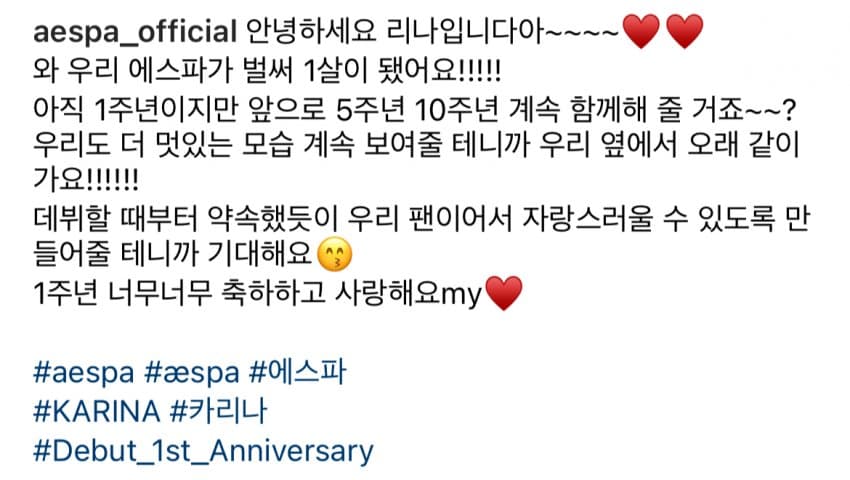 aespa_official 안녕하세요 리나입니다아~~~~♥️♥️
와 우리 에스파가 벌써 1살이 됐어요!!!!!
아직 1주년이지만 앞으로 5주년 10주년 계속 함께해 줄 거죠~~?
우리도 더 멋있는 모습 계속 보여줄 테니까 우리 옆에서 오래 같이
가요!!!!!!
데뷔할 때부터 약속했듯이 우리 팬이어서 자랑스러울 수 있도록 만
들어줄 테니까 기대해요😙
1주년 너무너무 축하하고 사랑해요my♥️
#aespa #æspa #에스파
#KARINA #카리나
#Debut_1st_Anniversary